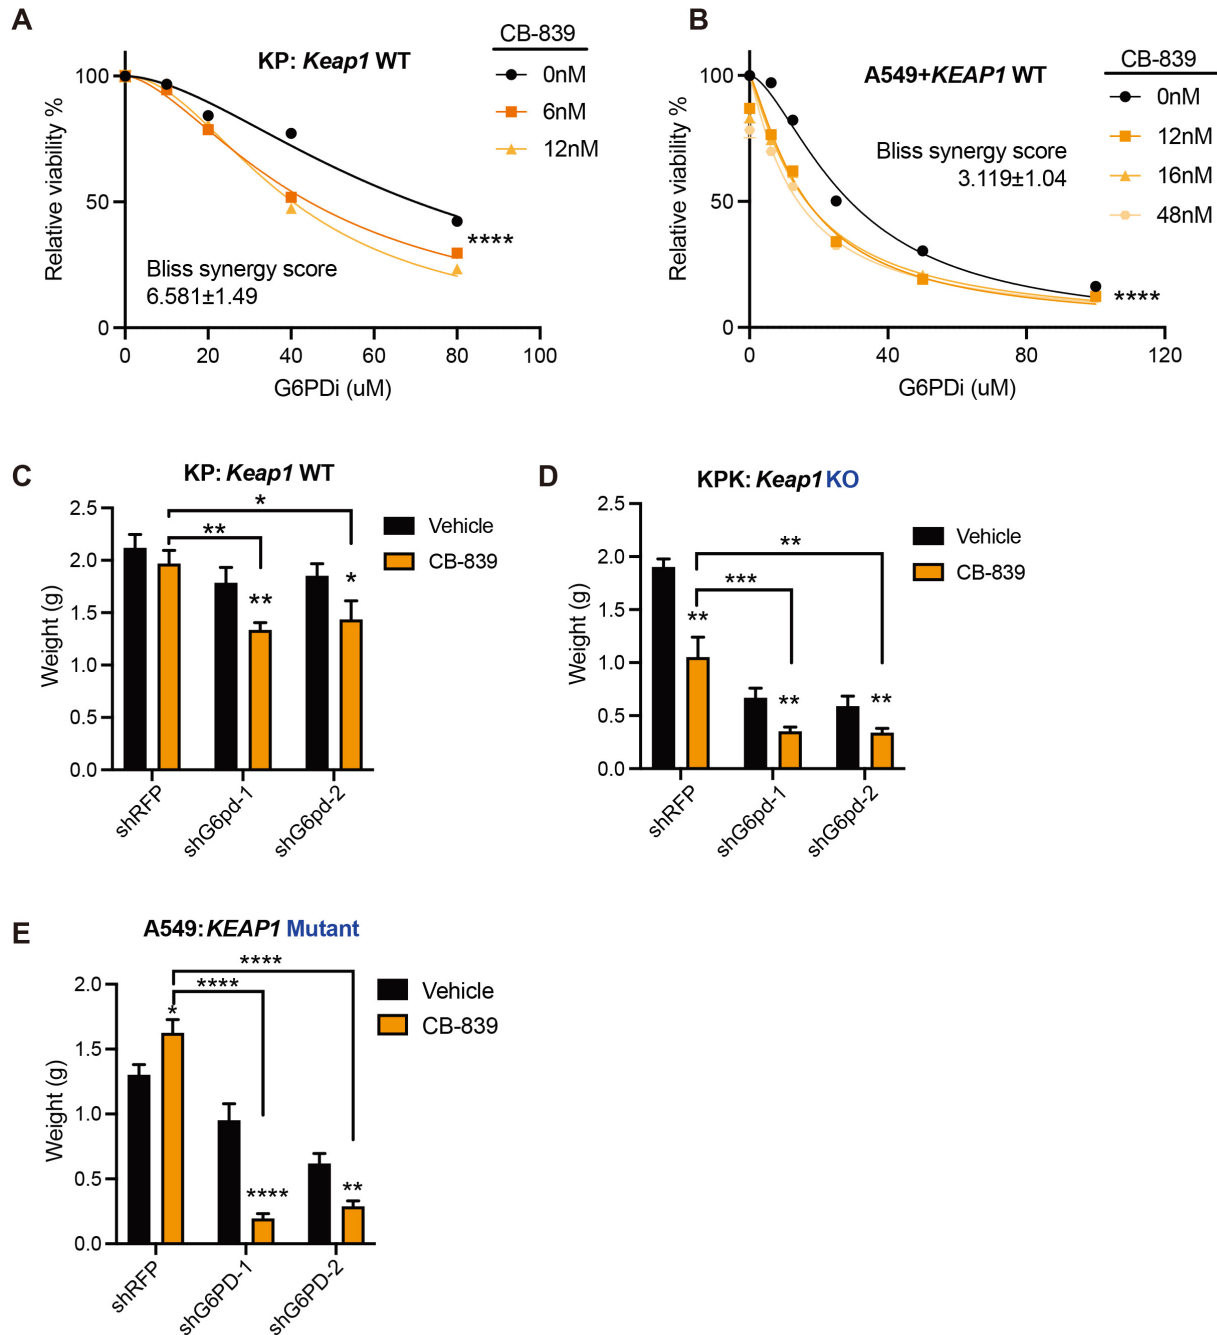 A
KP: Keap1 WT
CB-839
0nM
6nM
12nM
Relative viability %
100
50
0
****
Bliss synergy score
6.581±1.49
0 20 40 60 80 100
G6PDi (uM)
B
A549+KEAP1 WT
CB-839
0nM
12nM
16nM
48nM
Relative viability %
100
50
0
Bliss synergy score
3.119±1.04
****
0 40 80 120
G6PDi (uM)
C
KP: Keap1 WT
Weight (g)
2.5
2.0
1.5
1.0
0.5
0.0
*
**
**
*
Vehicle
CB-839
shRFP
shG6pd-1
shG6pd-2
D
KPK: Keap1 KO
Weight (g)
2.5
2.0
1.5
1.0
0.5
0.0
**
***
**
**
**
Vehicle
CB-839
shRFP
shG6pd-1
shG6pd-2
E
A549: KEAP1 Mutant
Weight (g)
2.0
1.5
1.0
0.5
0.0
****
****
*
****
**
Vehicle
CB-839
shRFP
shG6PD-1
shG6PD-2